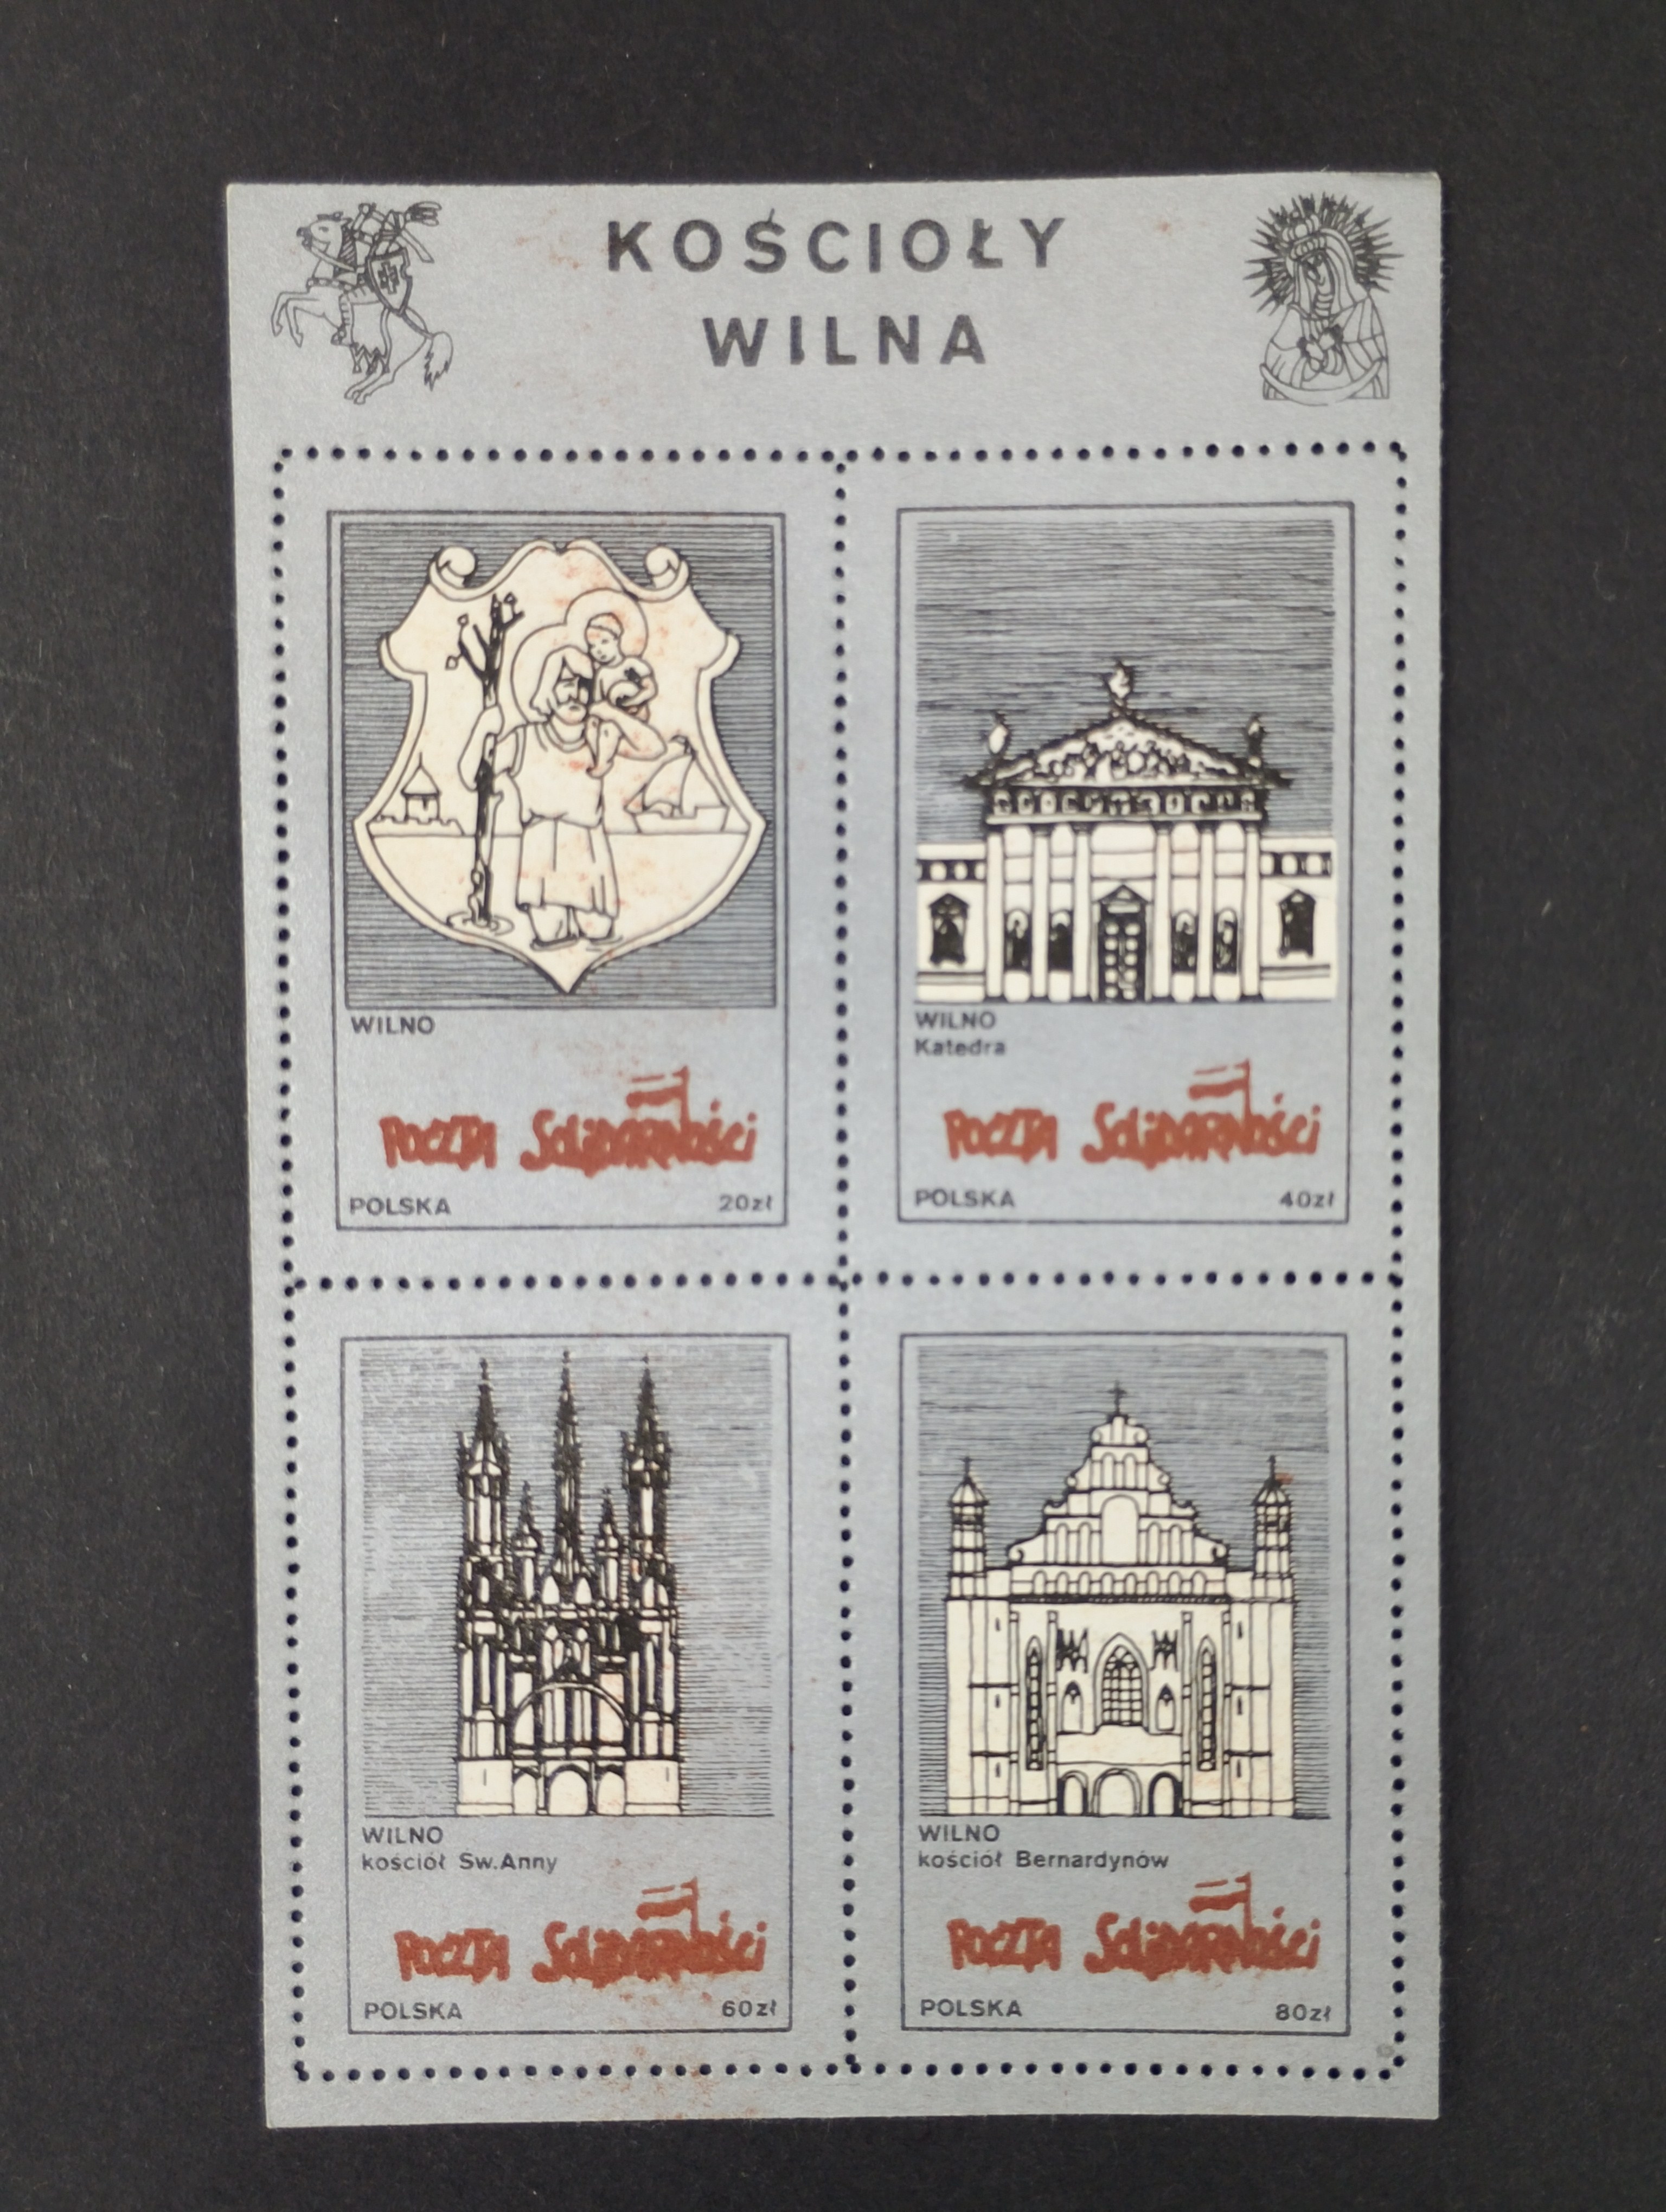 KOŚCIOŁY
WILNA
WILNO
POCZTA SOLIDARNOŚCI
POLSKA 20zł
WILNO
Katedra
POCZTA SOLIDARNOŚCI
POLSKA 40zł
WILNO
kościół Sw.Anny
POCZTA SOLIDARNOŚCI
POLSKA 60zł
WILNO
kościół Bernardynów
POCZTA SOLIDARNOŚCI
POLSKA 80zł